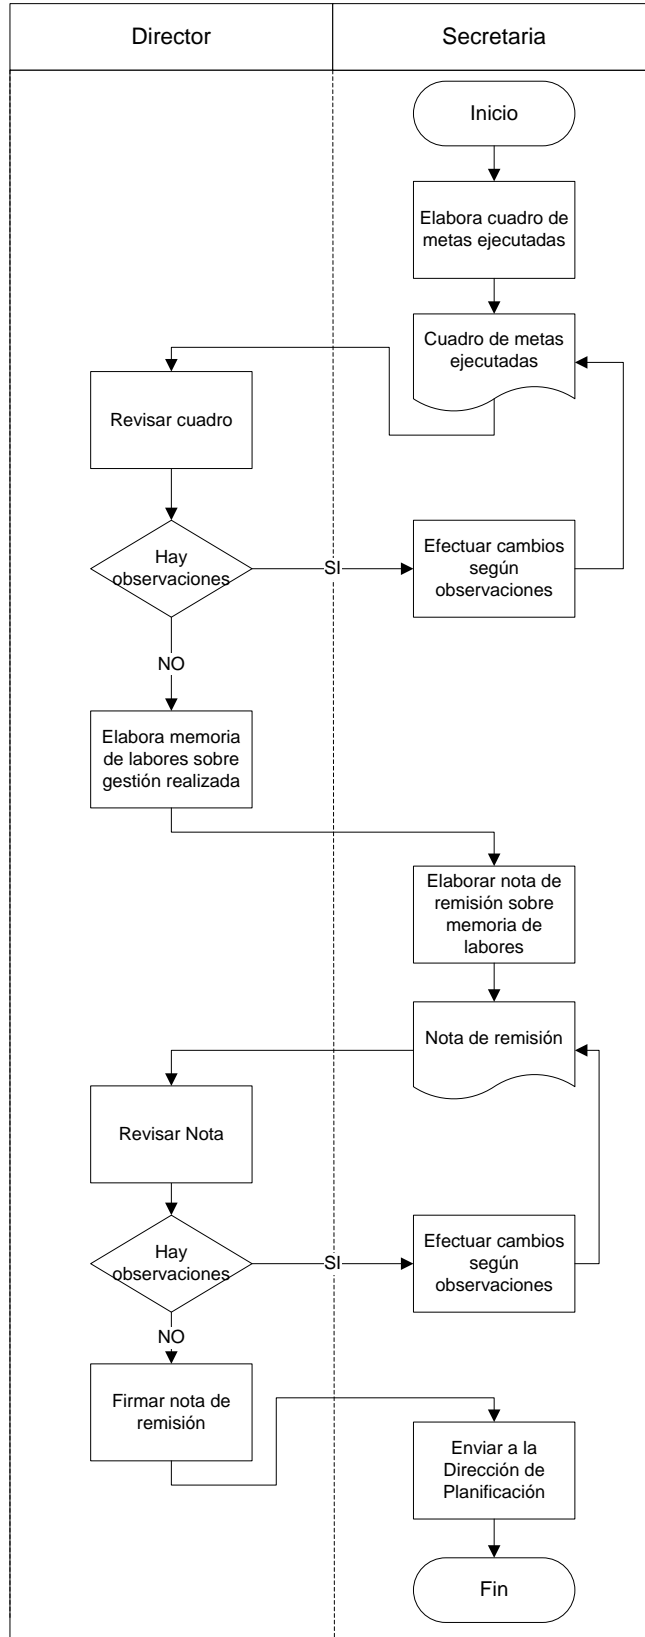 Director
Secretaria
Inicio
Elabora cuadro de
metas ejecutadas
Cuadro de metas
ejecutadas
Revisar cuadro
Hay
observaciones
SI
Efectuar cambios
según
observaciones
NO
Elabora memoria
de labores sobre
gestión realizada
Elaborar nota de
remisión sobre
memoria de
labores
Nota de remisión
Revisar Nota
Hay
observaciones
SI
Efectuar cambios
según
observaciones
NO
Firmar nota de
remisión
Enviar a la
Dirección de
Planificación
Fin